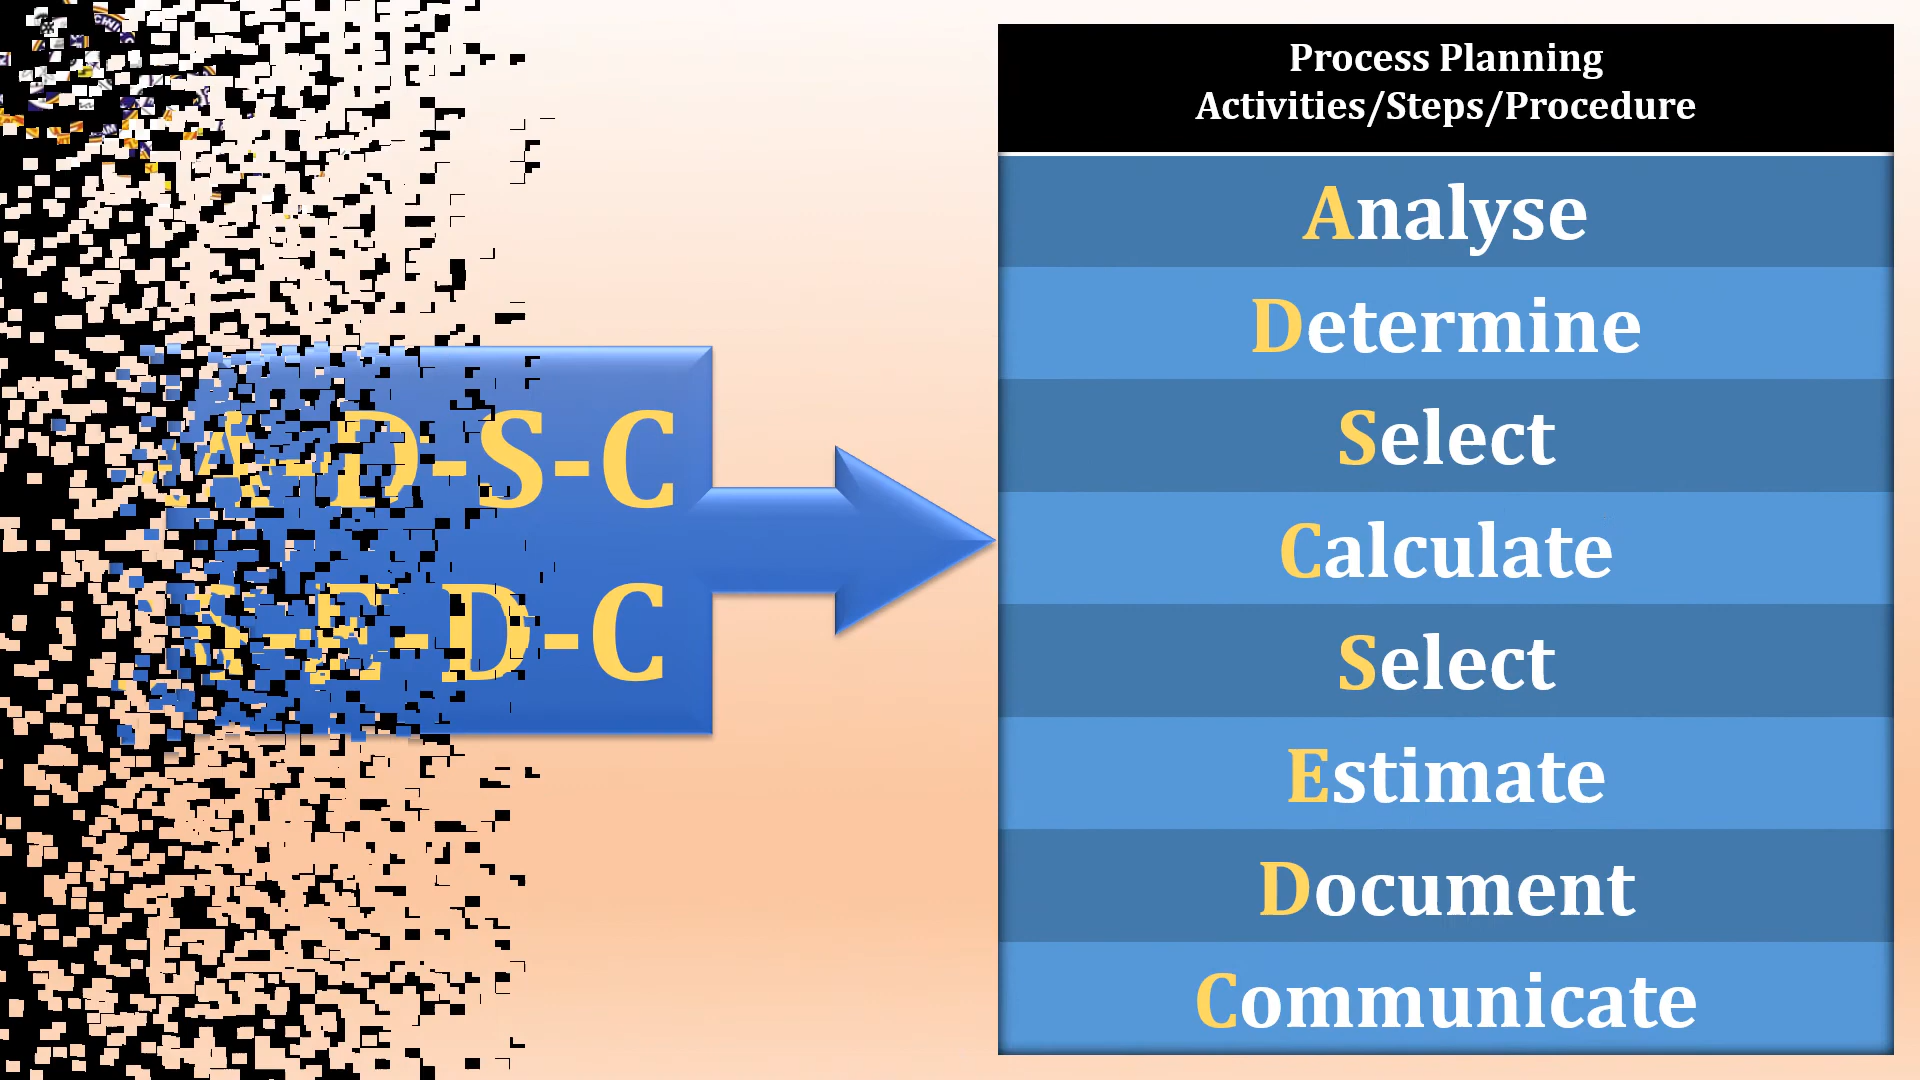 A-D-S-C
S-E-D-C
Process Planning
Activities/Steps/Procedure
Analyse
Determine
Select
Calculate
Select
Estimate
Document
Communicate